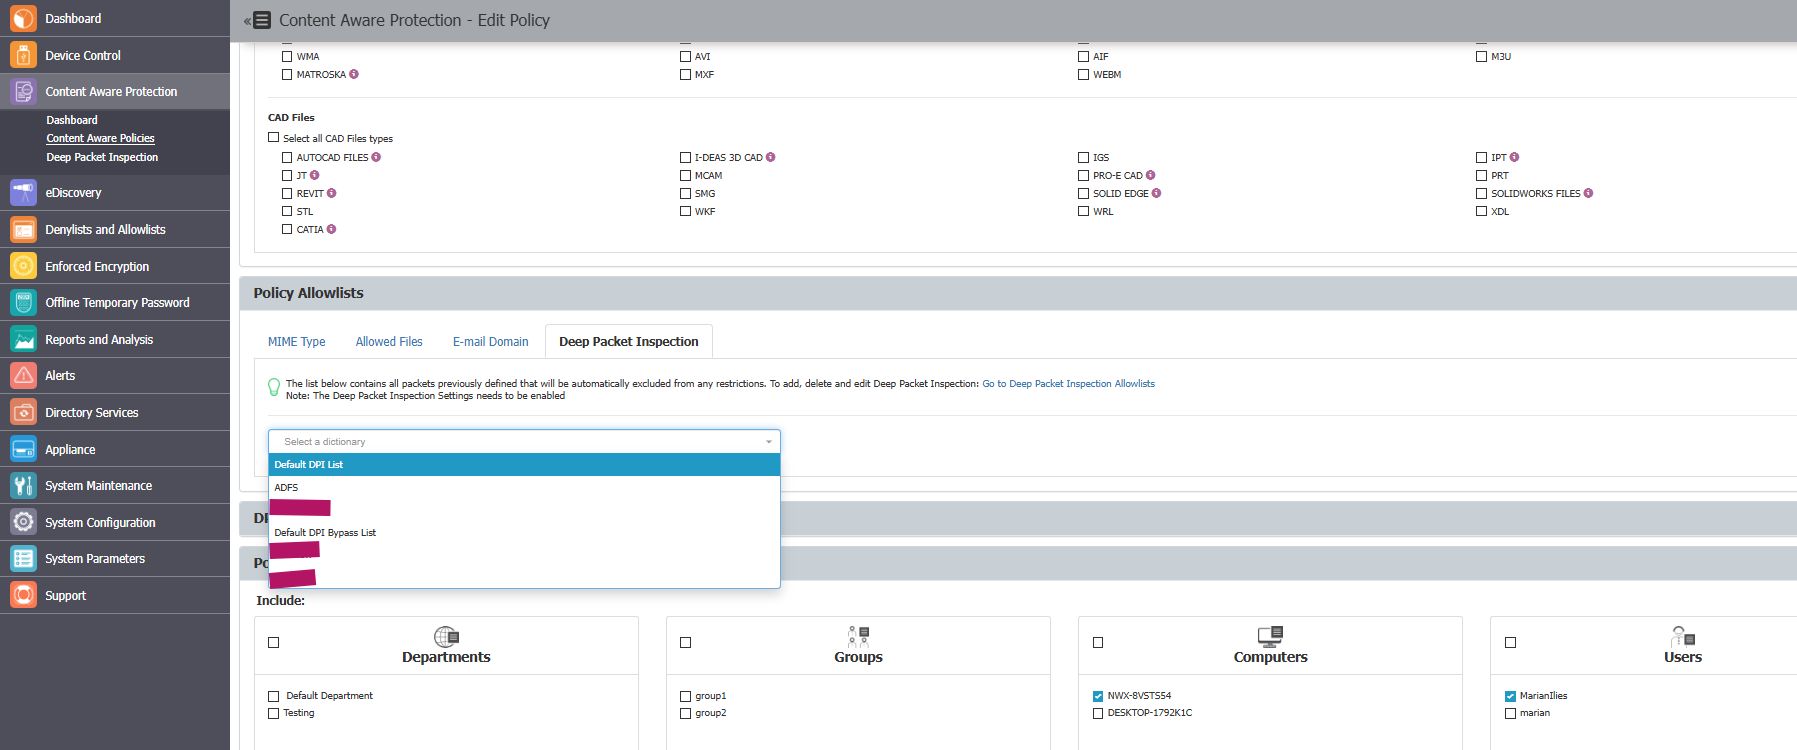 Dashboard
Device Control
Content Aware Protection
Dashboard
Content Aware Policies
Deep Packet Inspection
eDiscovery
Denylists and Allowlists
Enforced Encryption
Offline Temporary Password
Reports and Analysis
Alerts
Directory Services
Appliance
System Maintenance
System Configuration
System Parameters
Support
« Content Aware Protection - Edit Policy
WMA AVI AIF M3U
MATROSKA MXF WEBM
CAD Files
Select all CAD Files types
AUTOCAD FILES I-DEAS 3D CAD IGS IPT
JT MCAM PRO-E CAD PRT
REVIT SMG SOLID EDGE SOLIDWORKS FILES
STL WKF WRL XDL
CATIA
Policy Allowlists
MIME Type Allowed Files E-mail Domain Deep Packet Inspection
The list below contains all packets previously defined that will be automatically excluded from any restrictions. To add, delete and edit Deep Packet Inspection: Go to Deep Packet Inspection Allowlists
Note: The Deep Packet Inspection Settings needs to be enabled
Select a dictionary
Default DPI List
ADFS
Default DPI Bypass List
Include:
Departments Groups Computers Users
Default Department group1 NWX-8VSTS54 MarianIlies
Testing group2 DESKTOP-1792K1C marian